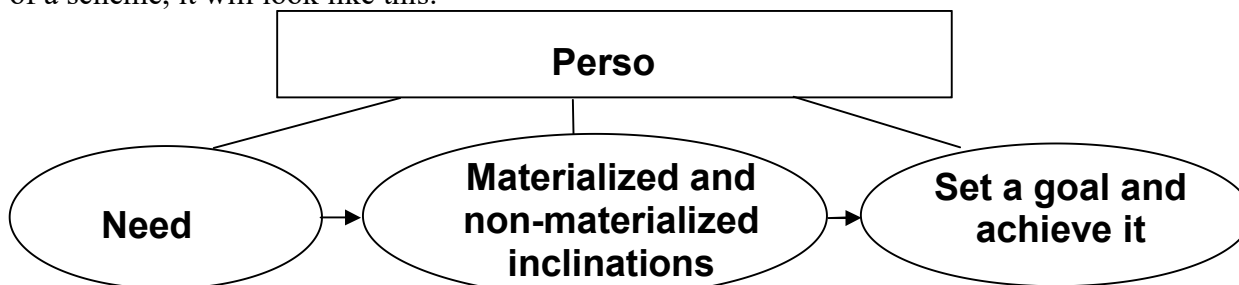 of a scheme, it will look like this:
Perso
Need
Materialized and
non-materialized
inclinations
Set a goal and
achieve it